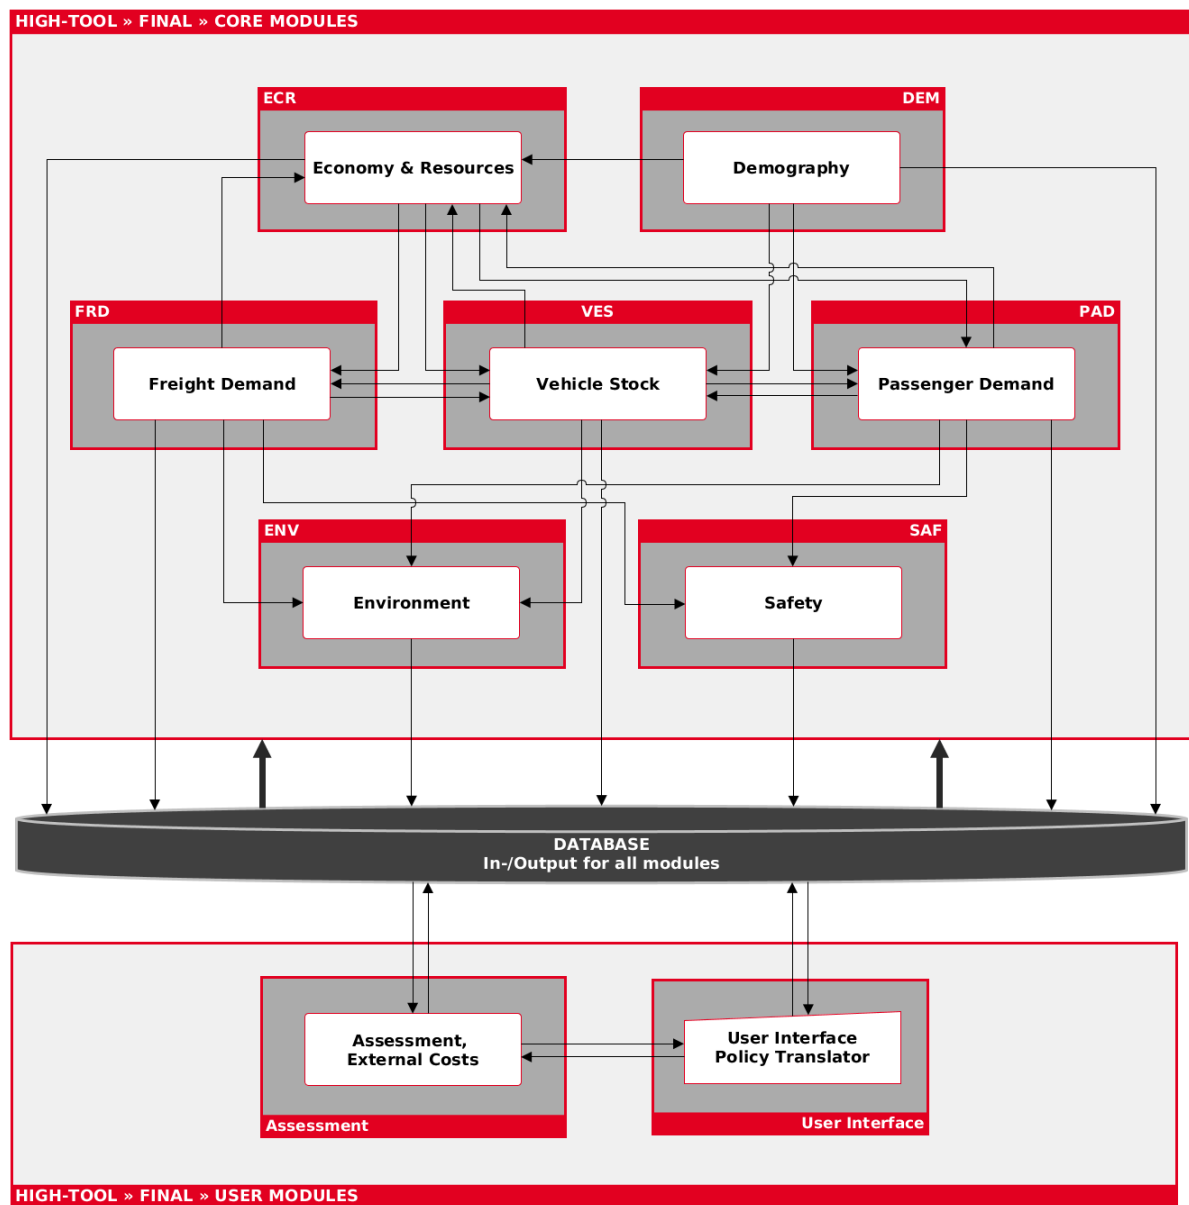 HIGH-TOOL » FINAL » CORE MODULES
ECR
DEM
Economy & Resources
Demography
FRD
VES
PAD
Freight Demand
Vehicle Stock
Passenger Demand
ENV
SAF
Environment
Safety
DATABASE
In-/Output for all modules
Assessment,
External Costs
User Interface
Policy Translator
Assessment
User Interface
HIGH-TOOL » FINAL » USER MODULES